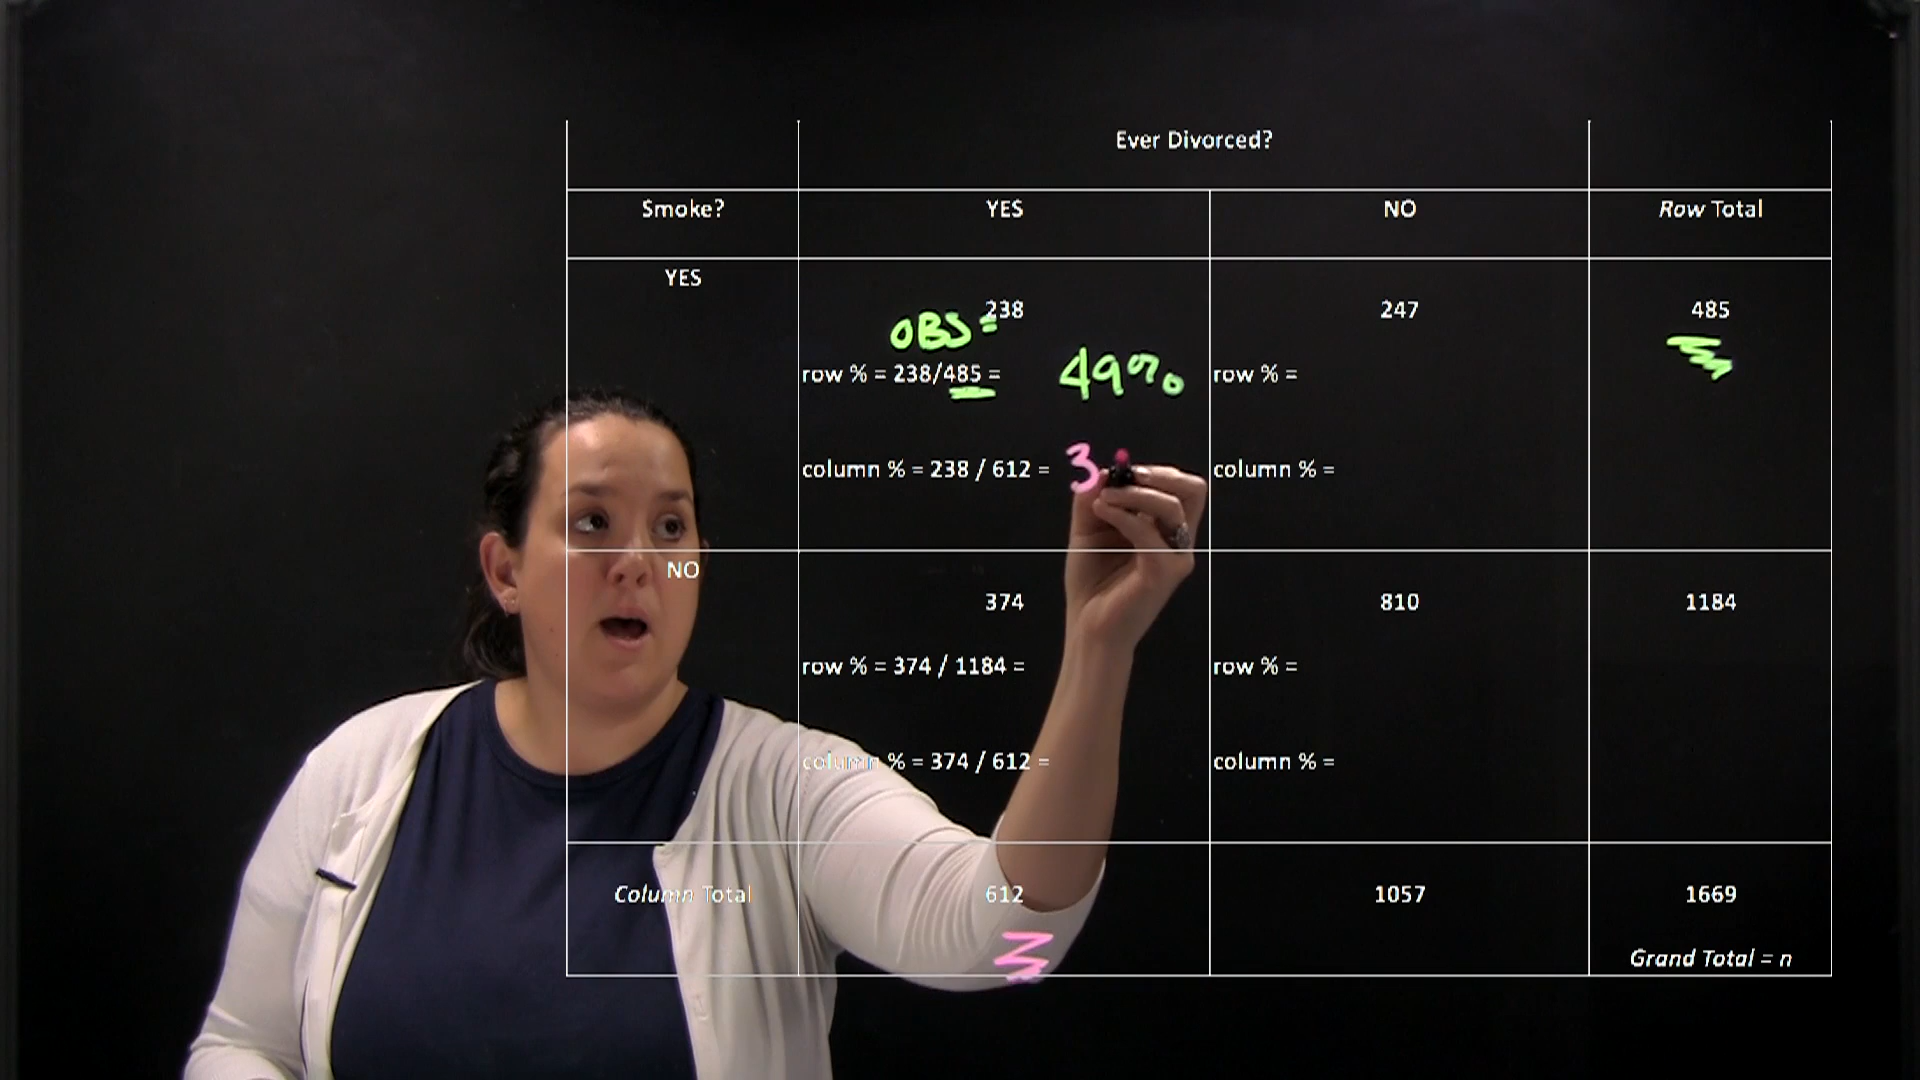 Ever Divorced?
Smoke? YES NO Row Total
YES
238 247 485
OBS =
row % = 238/485 = 49% row % =
column % = 238 / 612 = 3 column % =
NO
374 810 1184
row % = 374 / 1184 = row % =
column % = 374 / 612 = column % =
Column Total 612 1057 1669
Grand Total = n